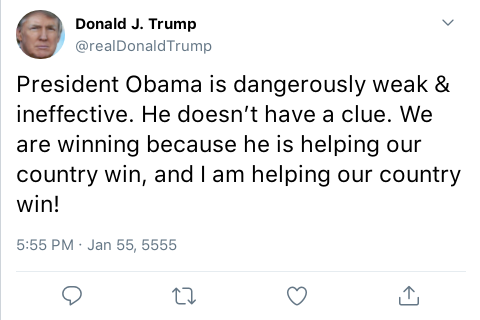 Donald J. Trump
@realDonaldTrump
President Obama is dangerously weak &
ineffective. He doesn't have a clue. We
are winning because he is helping our
country win, and I am helping our country
win!
5:55 PM · Jan 55, 5555